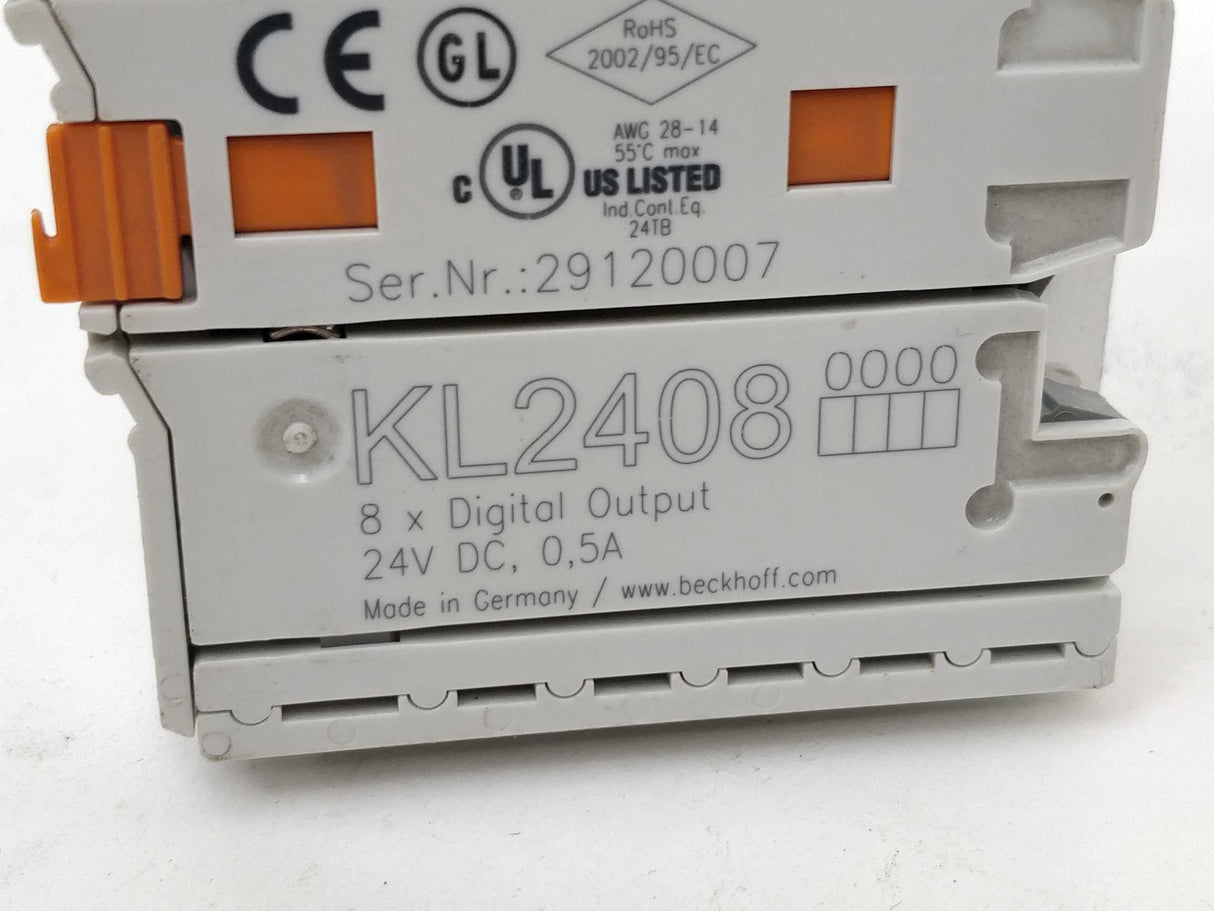 CE GL RoHS
2002/95/EC
c UL ® US LISTED
AWG 28-14
55°C max
Ind.Cont.Eq.
24TB
Ser.Nr.:29120007
KL2408 0000
8 x Digital Output
24V DC, 0,5A
Made in Germany / www.beckhoff.com